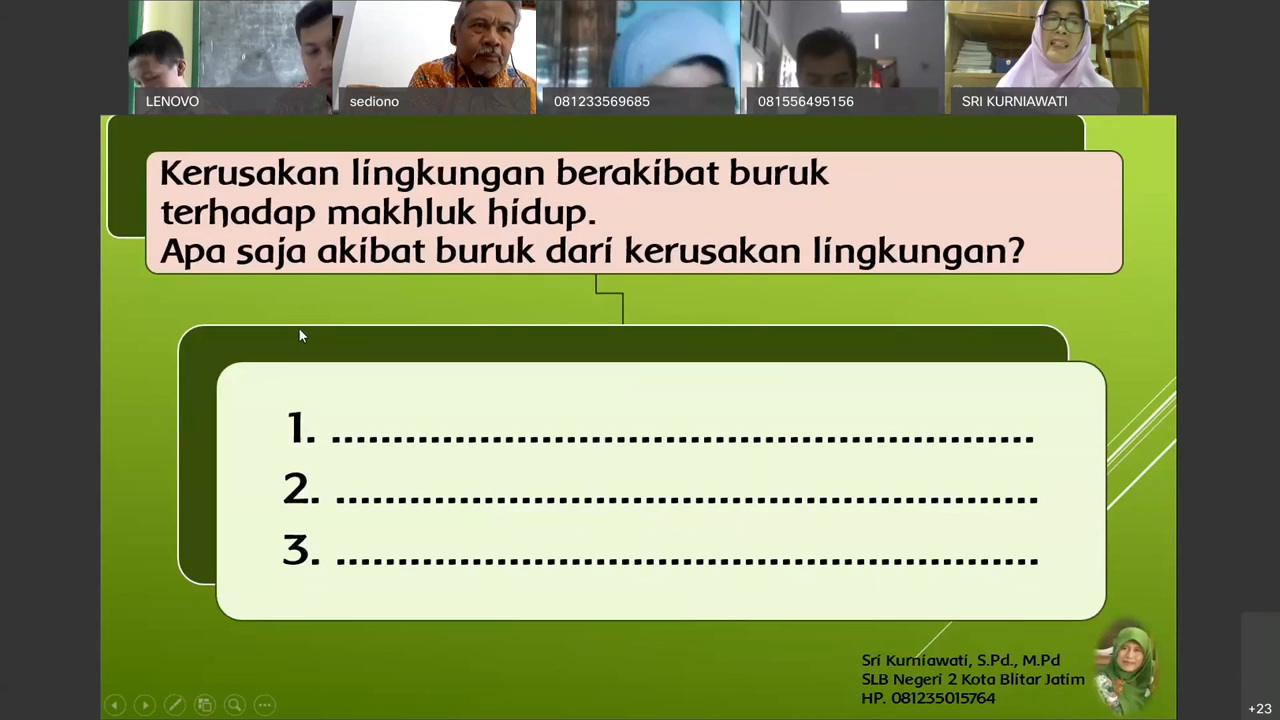 LENOVO
sediono
081233569685
081556495156
SRI KURNIAWATI
Kerusakan lingkungan berakibat buruk
terhadap makhluk hidup.
Apa saja akibat buruk dari kerusakan lingkungan?
1. ........................................................
2. ........................................................
3. ........................................................
Sri Kurniawati, S.Pd., M.Pd
SLB Negeri 2 Kota Blitar Jatim
HP. 081235015764
+23